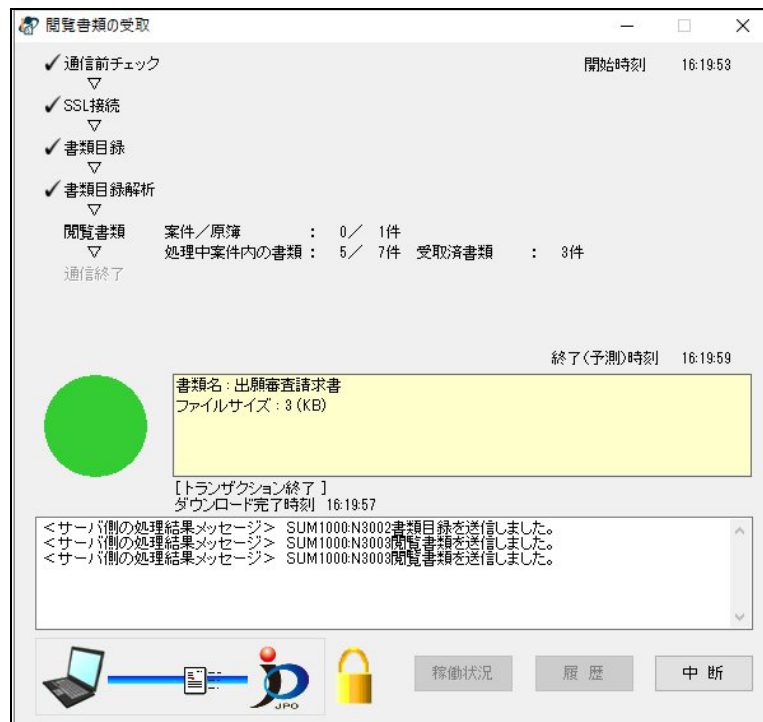 閲覧書類の受取
✓ 通信前チェック 開始時刻 16:19:53
▽
✓ SSL接続
▽
✓ 書類目録
▽
✓ 書類目録解析
▽
閲覧書類 案件／原簿 : 0／ 1件
▽ 処理中案件内の書類 : 5／ 7件 受取済書類 : 3件
通信終了
終了(予測)時刻 16:19:59
書類名:出願審査請求書
ファイルサイズ:3(KB)
[トランザクション終了]
ダウンロード完了時刻 16:19:57
<サーバ側の処理結果メッセージ> SUM1000:N3002書類目録を送信しました。
<サーバ側の処理結果メッセージ> SUM1000:N3003閲覧書類を送信しました。
<サーバ側の処理結果メッセージ> SUM1000:N3003閲覧書類を送信しました。
JPO
稼働状況 履歴 中断